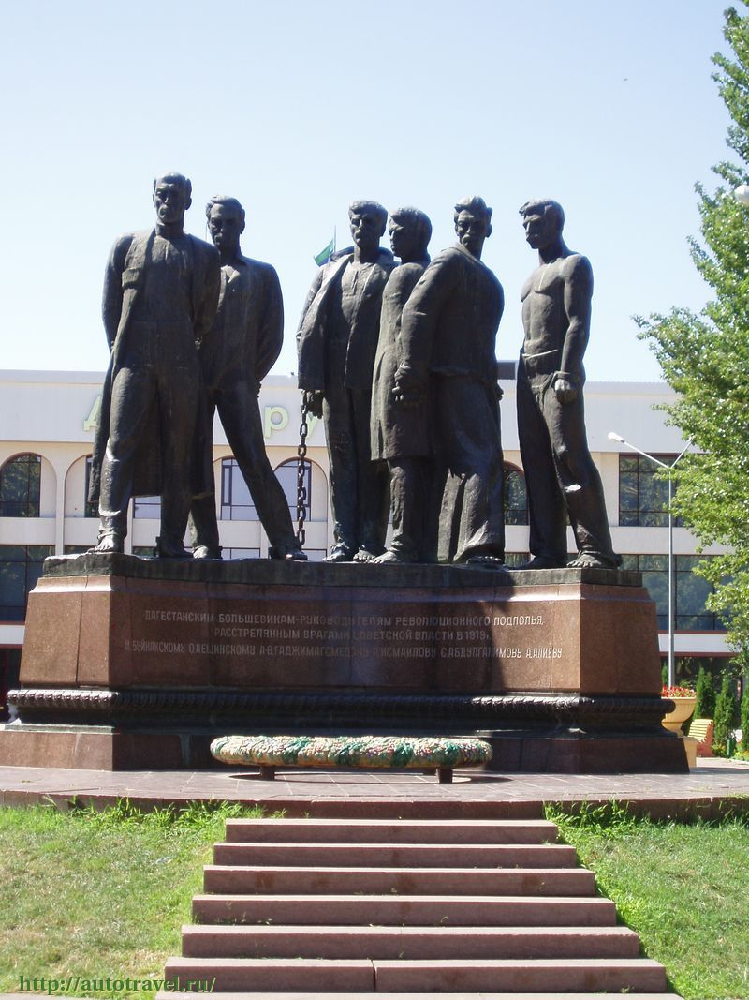 ДАГЕСТАНСКИМ БОЛЬШЕВИКАМ-РУКОВОДИТЕЛЯМ РЕВОЛЮЦИОННОГО ПОДПОЛЬЯ,
РАССТРЕЛЯННЫМ ВРАГАМИ СОВЕТСКОЙ ВЛАСТИ В 1919г.
У. БУЙНАКСКОМУ О.ЛЕЩИНСКОМУ А-В.ГАДЖИМАГОМЕДОВУ А.ИСМАИЛОВУ С.АБДУЛГАЛИМОВУ А.АЛИЕВУ
http://autotravel.ru/